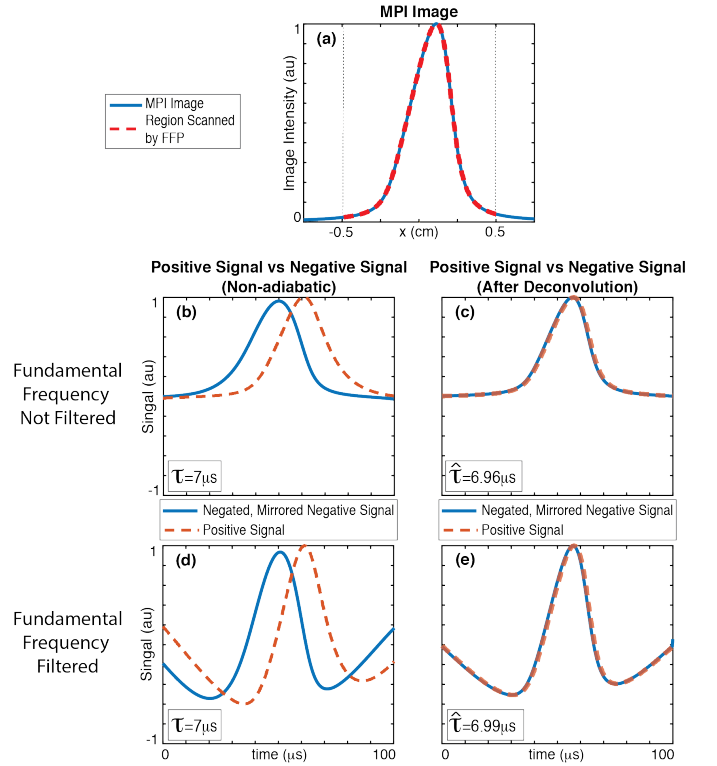 MPI Image
(a)
1
0
Image Intensity (au)
-0.5
x (cm)
0.5
MPI Image
Region Scanned
by FFP
Positive Signal vs Negative Signal
(Non-adiabatic)
Positive Signal vs Negative Signal
(After Deconvolution)
Fundamental
Frequency
Not Filtered
(b)
1
-1
Singal (au)
τ=7μs
(c)
τ̂=6.96μs
Negated, Mirrored Negative Signal
Positive Signal
Negated, Mirrored Negative Signal
Positive Signal
Fundamental
Frequency
Filtered
(d)
1
-1
Singal (au)
τ=7μs
0
time (μs)
100
(e)
τ̂=6.99μs
0
time (μs)
100